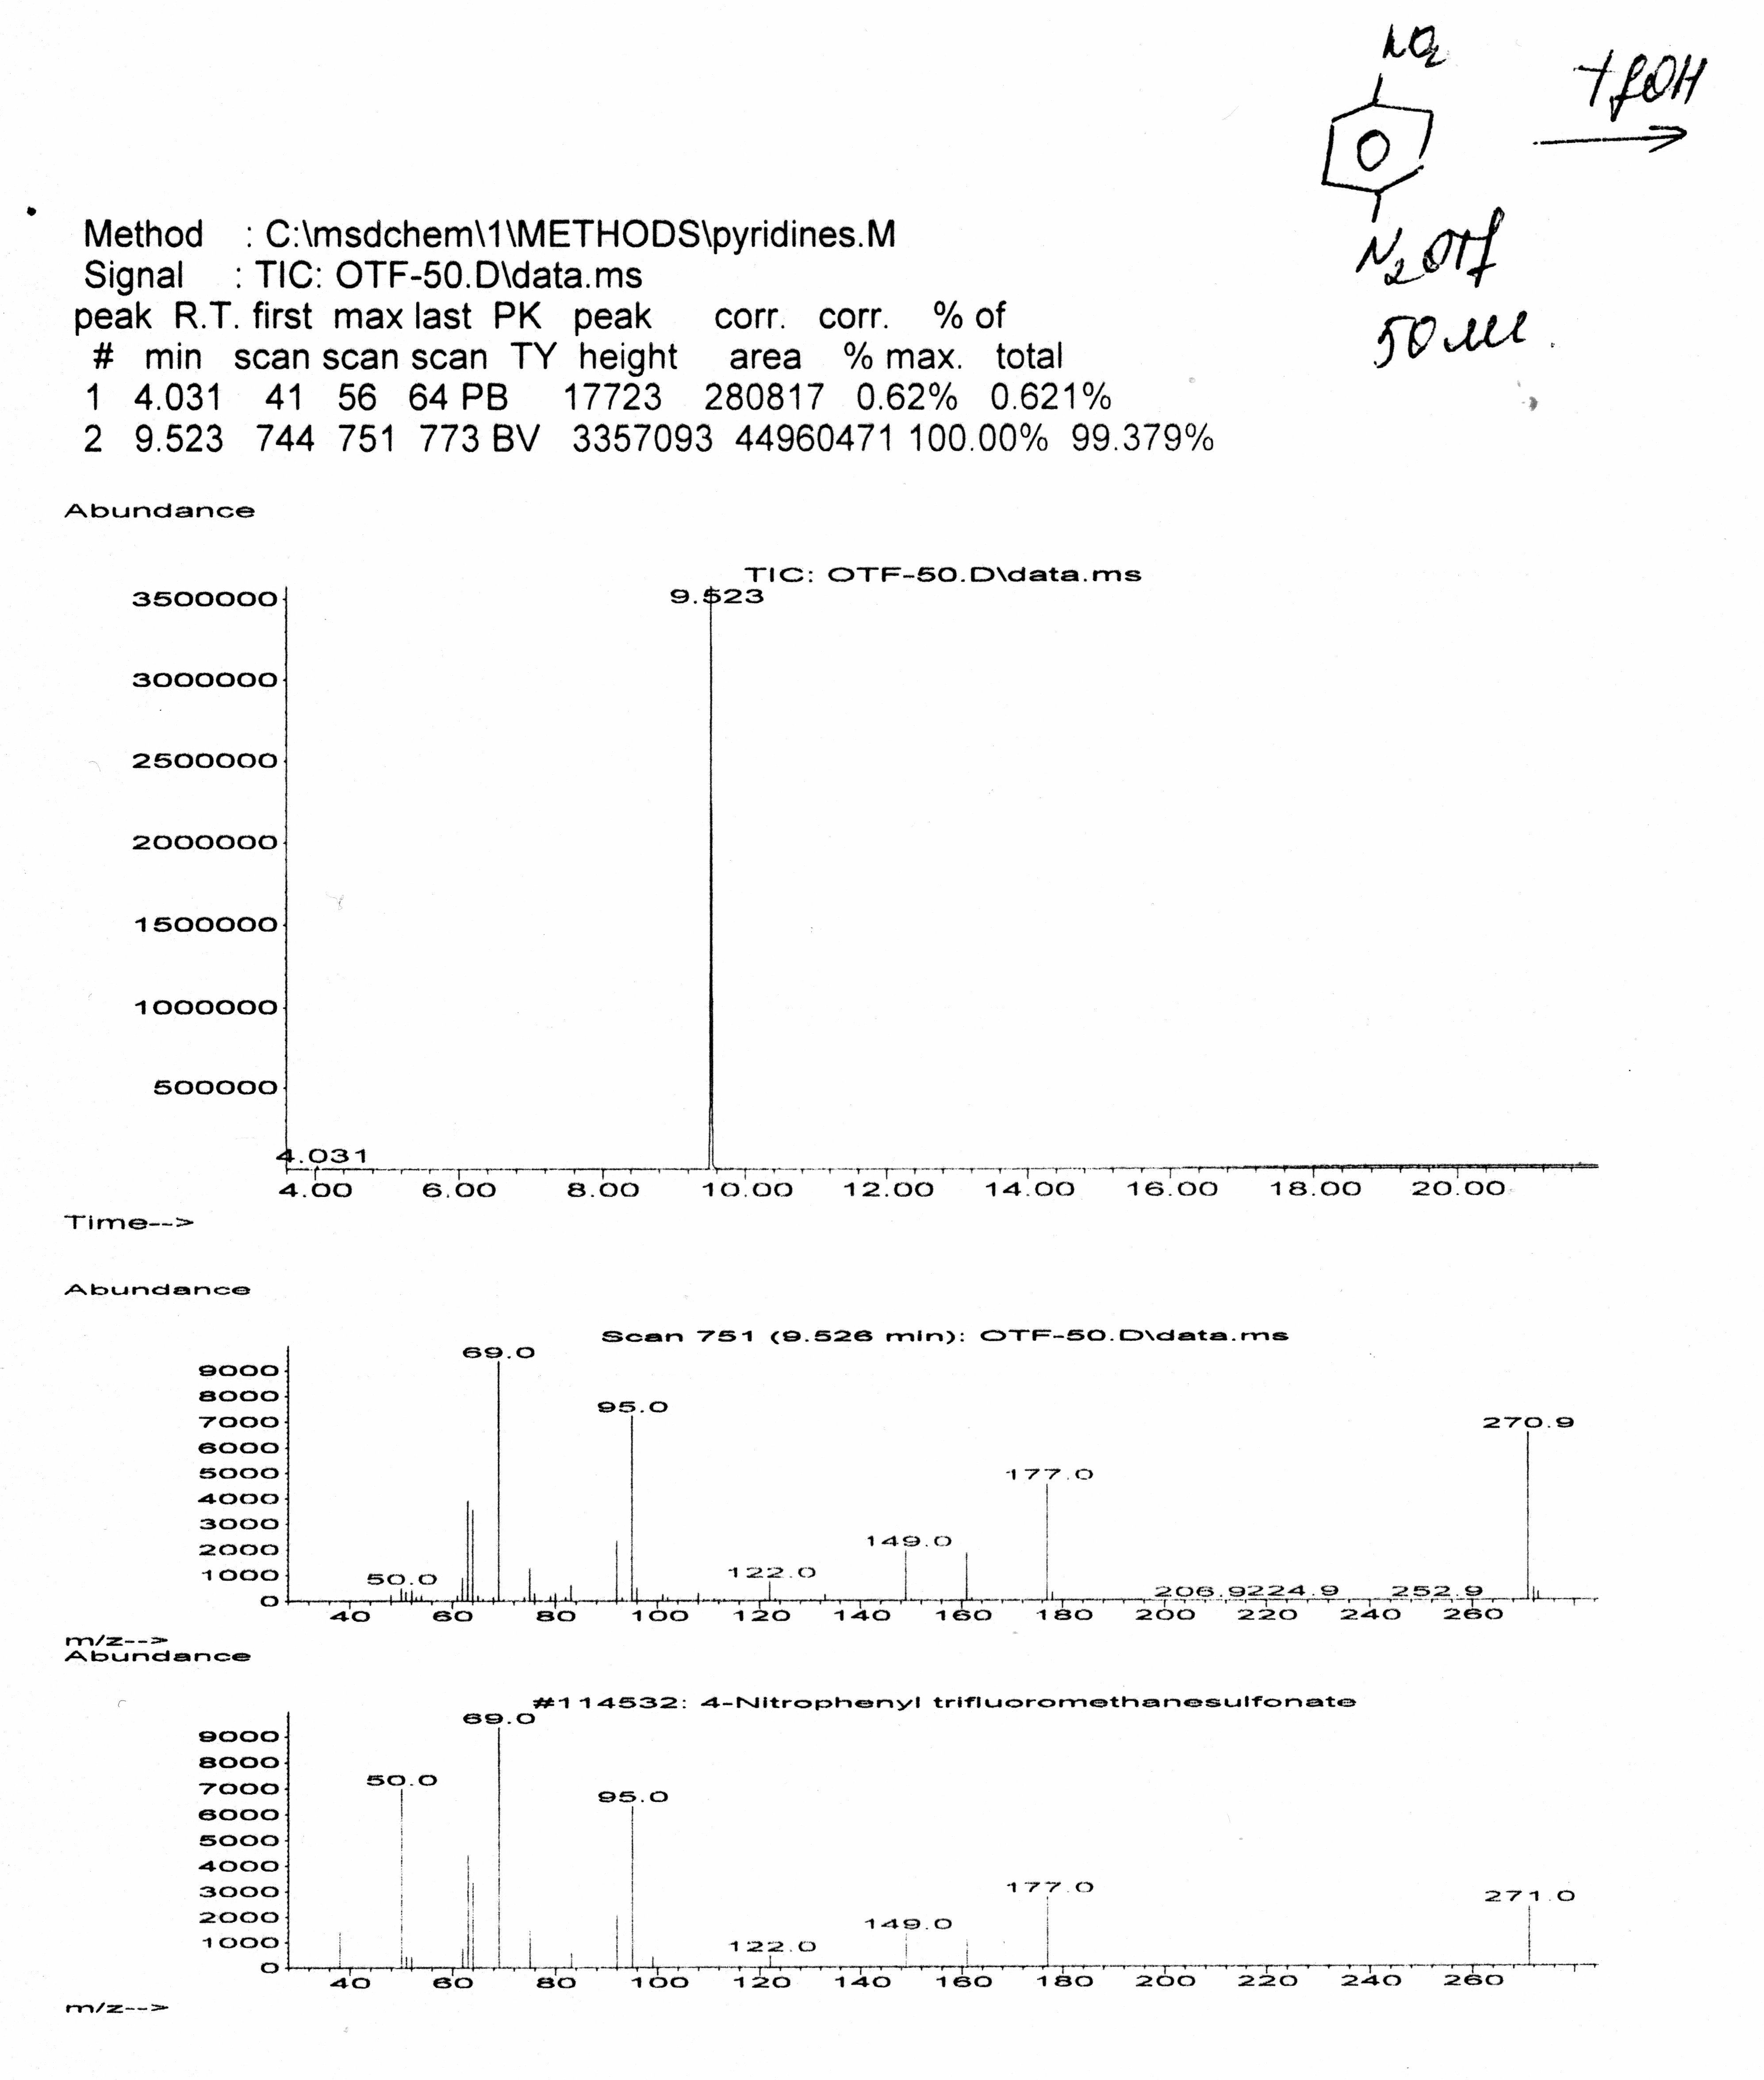 NO2
TfOH
N2OTf
50 мл.
Method : C:\msdchem\1\METHODS\pyridines.M
Signal : TIC: OTF-50.D\data.ms
peak R.T. first max last PK peak corr. corr. % of
# min scan scan scan TY height area % max. total
1 4.031 41 56 64 PB 17723 280817 0.62% 0.621%
2 9.523 744 751 773 BV 3357093 44960471 100.00% 99.379%
Abundance
TIC: OTF-50.D\data.ms
9.523
3500000
3000000
2500000
2000000
1500000
1000000
500000
4.031
4.00 6.00 8.00 10.00 12.00 14.00 16.00 18.00 20.00
Time-->
Abundance
Scan 751 (9.526 min): OTF-50.D\data.ms
69.0
9000
8000
95.0
7000
270.9
6000
5000
177.0
4000
3000
2000
149.0
1000
50.0
122.0
0
206.9 224.9 252.9
40 60 80 100 120 140 160 180 200 220 240 260
m/z-->
Abundance
#114532: 4-Nitrophenyl trifluoromethanesulfonate
69.0
9000
8000
50.0
7000
95.0
6000
5000
4000
3000
177.0
271.0
2000
149.0
1000
122.0
0
40 60 80 100 120 140 160 180 200 220 240 260
m/z-->